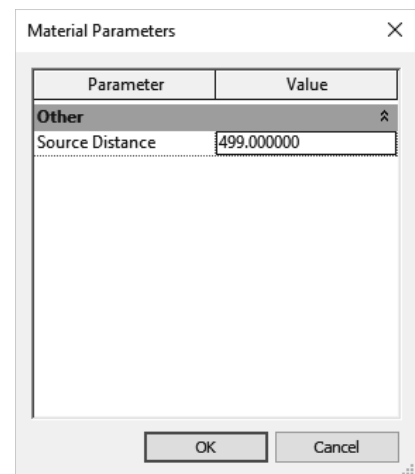 Material Parameters
Parameter Value
Other
Source Distance 499.000000
OK Cancel